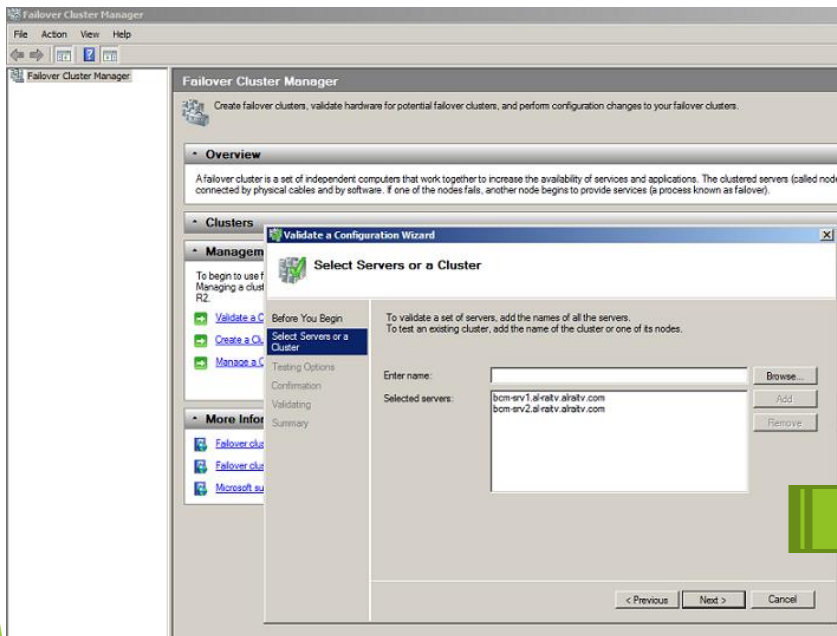 Failover Cluster Manager
File Action View Help
Failover Cluster Manager
Failover Cluster Manager
Create failover clusters, validate hardware for potential failover clusters, and perform configuration changes to your failover clusters.
Overview
A failover cluster is a set of independent computers that work together to increase the availability of services and applications. The clustered servers (called node
connected by physical cables and by software. If one of the nodes fails, another node begins to provide services (a process known as failover).
Clusters
Managem
To begin to use f
Managing a clust
R2.
Validate a C
Create a Cl
Manage a C
More Infor
Failover clu
Failover clu
Microsoft su
Validate a Configuration Wizard
Select Servers or a Cluster
Before You Begin
Select Servers or a
Cluster
Testing Options
Confirmation
Validating
Summary
To validate a set of servers, add the names of all the servers.
To test an existing cluster, add the name of the cluster or one of its nodes.
Enter name:
Browse...
Selected servers:
bcm-srv1.al-raitv.alraitv.com
bcm-srv2.al-raitv.alraitv.com
Add
Remove
< Previous Next > Cancel